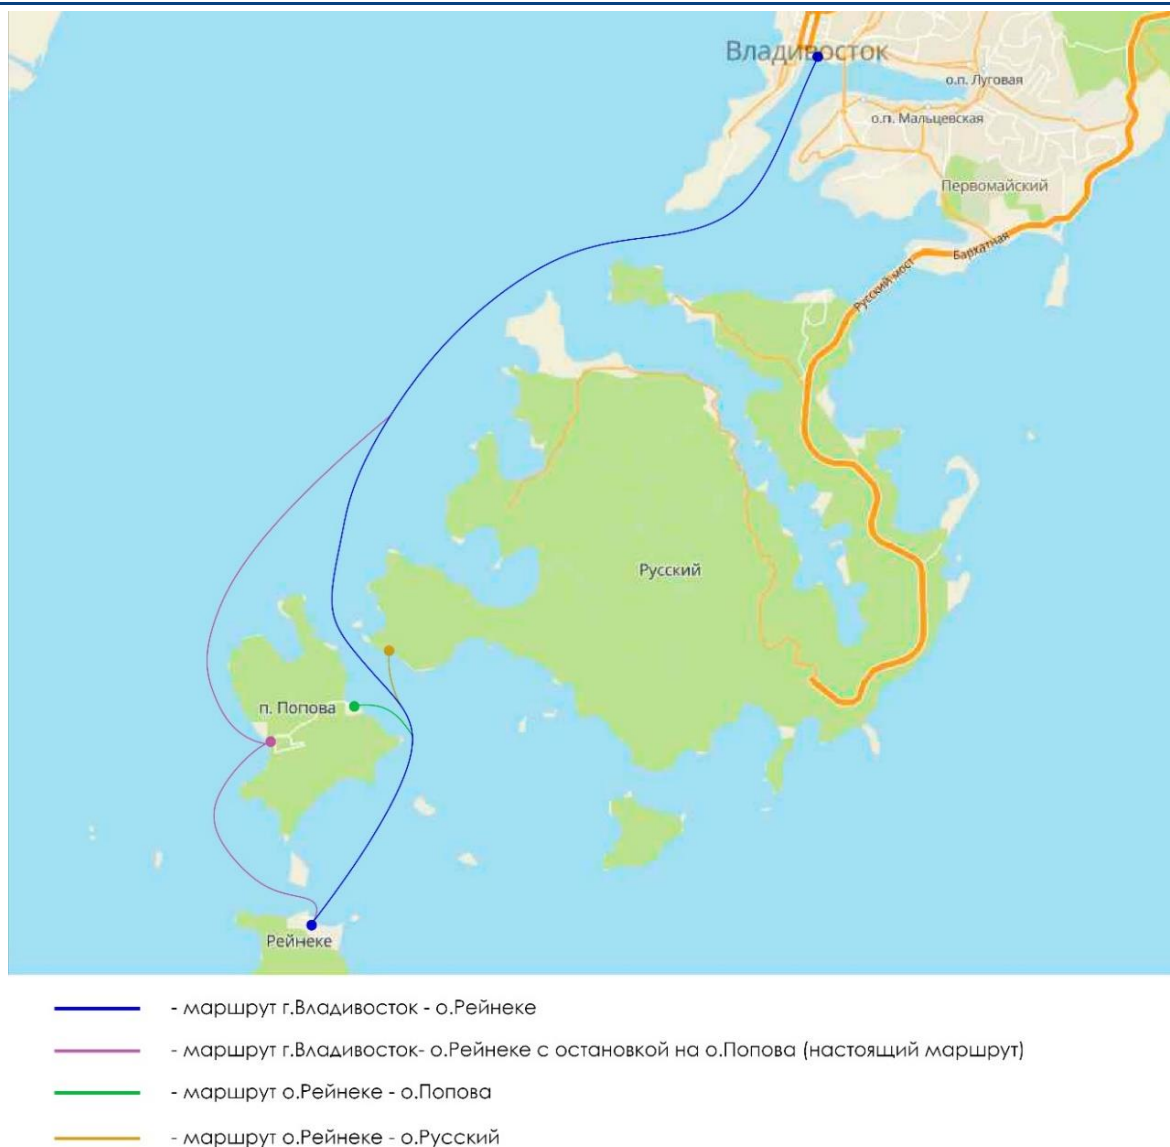 Владивосток
о.п. Луговая
о.п. Мальцевская
Первомайский
Бархатная
Русский мост
Русский
п. Попова
Рейнеке
- маршрут г.Владивосток - о.Рейнеке
- маршрут г.Владивосток- о.Рейнеке с остановкой на о.Попова (настоящий маршрут)
- маршрут о.Рейнеке - о.Попова
- маршрут о.Рейнеке - о.Русский